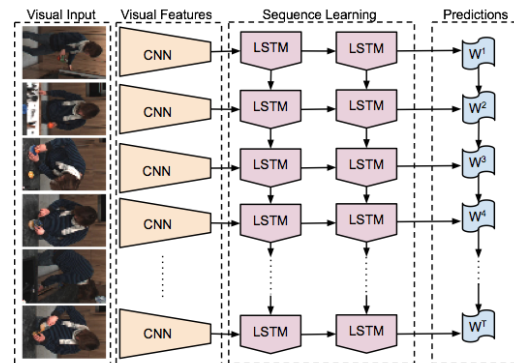 Visual Input Visual Features Sequence Learning Predictions
CNN LSTM LSTM W1
CNN LSTM LSTM W2
CNN LSTM LSTM W3
CNN LSTM LSTM W4
CNN LSTM LSTM WT